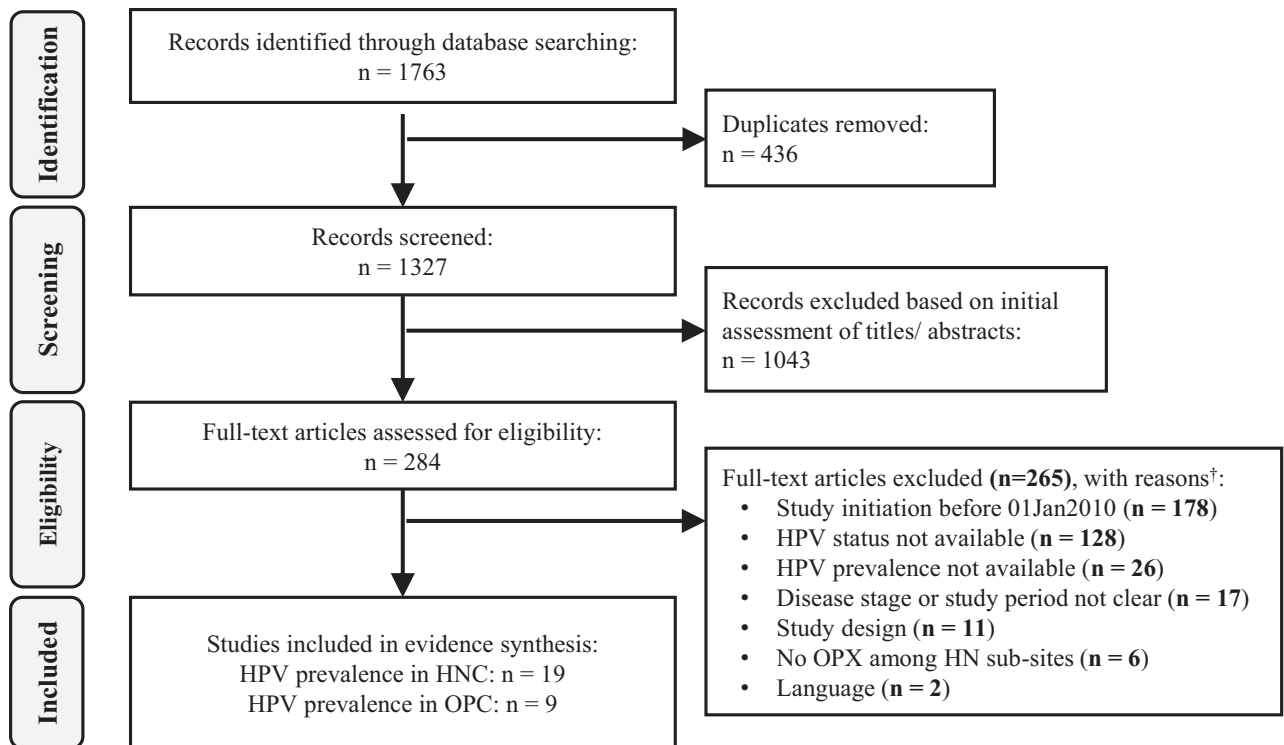 Identification
Records identified through database searching:
n = 1763
Duplicates removed:
n = 436
Screening
Records screened:
n = 1327
Records excluded based on initial
assessment of titles/ abstracts:
n = 1043
Eligibility
Full-text articles assessed for eligibility:
n = 284
Full-text articles excluded (n=265), with reasons†:
• Study initiation before 01Jan2010 (n = 178)
• HPV status not available (n = 128)
• HPV prevalence not available (n = 26)
• Disease stage or study period not clear (n = 17)
• Study design (n = 11)
• No OPX among HN sub-sites (n = 6)
• Language (n = 2)
Included
Studies included in evidence synthesis:
HPV prevalence in HNC: n = 19
HPV prevalence in OPC: n = 9